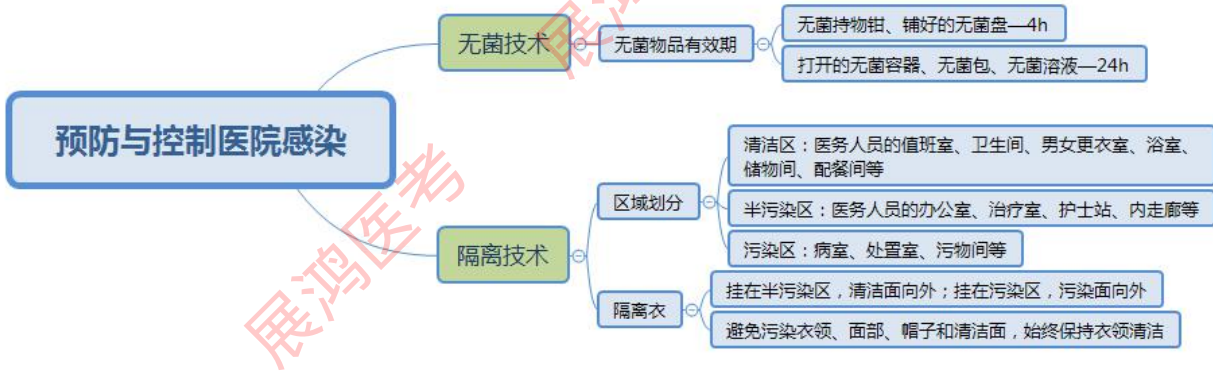 预防与控制医院感染
无菌技术
无菌物品有效期
无菌持物钳、铺好的无菌盘—4h
打开的无菌容器、无菌包、无菌溶液—24h
隔离技术
区域划分
清洁区：医务人员的值班室、卫生间、男女更衣室、浴室、
储物间、配餐间等
半污染区：医务人员的办公室、治疗室、护士站、内走廊等
污染区：病室、处置室、污物间等
隔离衣
挂在半污染区，清洁面向外；挂在污染区，污染面向外
避免污染衣领、面部、帽子和清洁面，始终保持衣领清洁
展鸿医考
展鸿